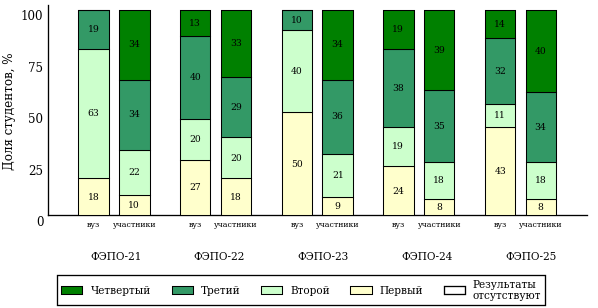 Доля студентов, %
100
75
50
25
0
19 63 18
34 34 22 10
13 40 20 27
33 29 20 18
10 40 50
34 36 21 9
19 38 19 24
39 35 18 8
14 32 11 43
40 34 18 8
вуз участники вуз участники вуз участники вуз участники вуз участники
ФЭПО-21 ФЭПО-22 ФЭПО-23 ФЭПО-24 ФЭПО-25
Четвертый Третий Второй Первый Результаты
отсутствуют